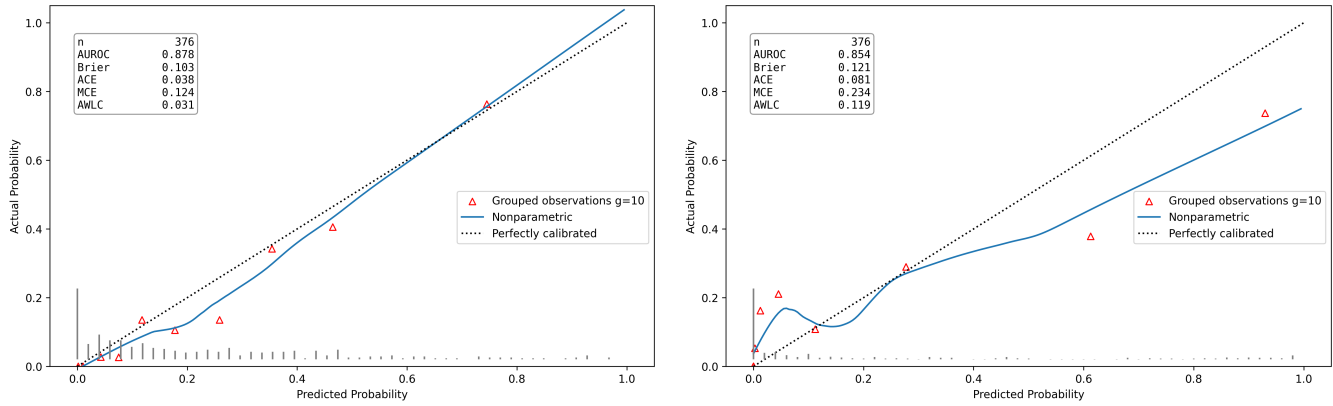 1.0
0.8
0.6
0.4
0.2
0.0
Actual Probability
n 376
AUROC 0.878
Brier 0.103
ACE 0.038
MCE 0.124
AWLC 0.031
Grouped observations g=10
Nonparametric
Perfectly calibrated
0.0 0.2 0.4 0.6 0.8 1.0
Predicted Probability
1.0
0.8
0.6
0.4
0.2
0.0
Actual Probability
n 376
AUROC 0.854
Brier 0.121
ACE 0.081
MCE 0.234
AWLC 0.119
Grouped observations g=10
Nonparametric
Perfectly calibrated
0.0 0.2 0.4 0.6 0.8 1.0
Predicted Probability